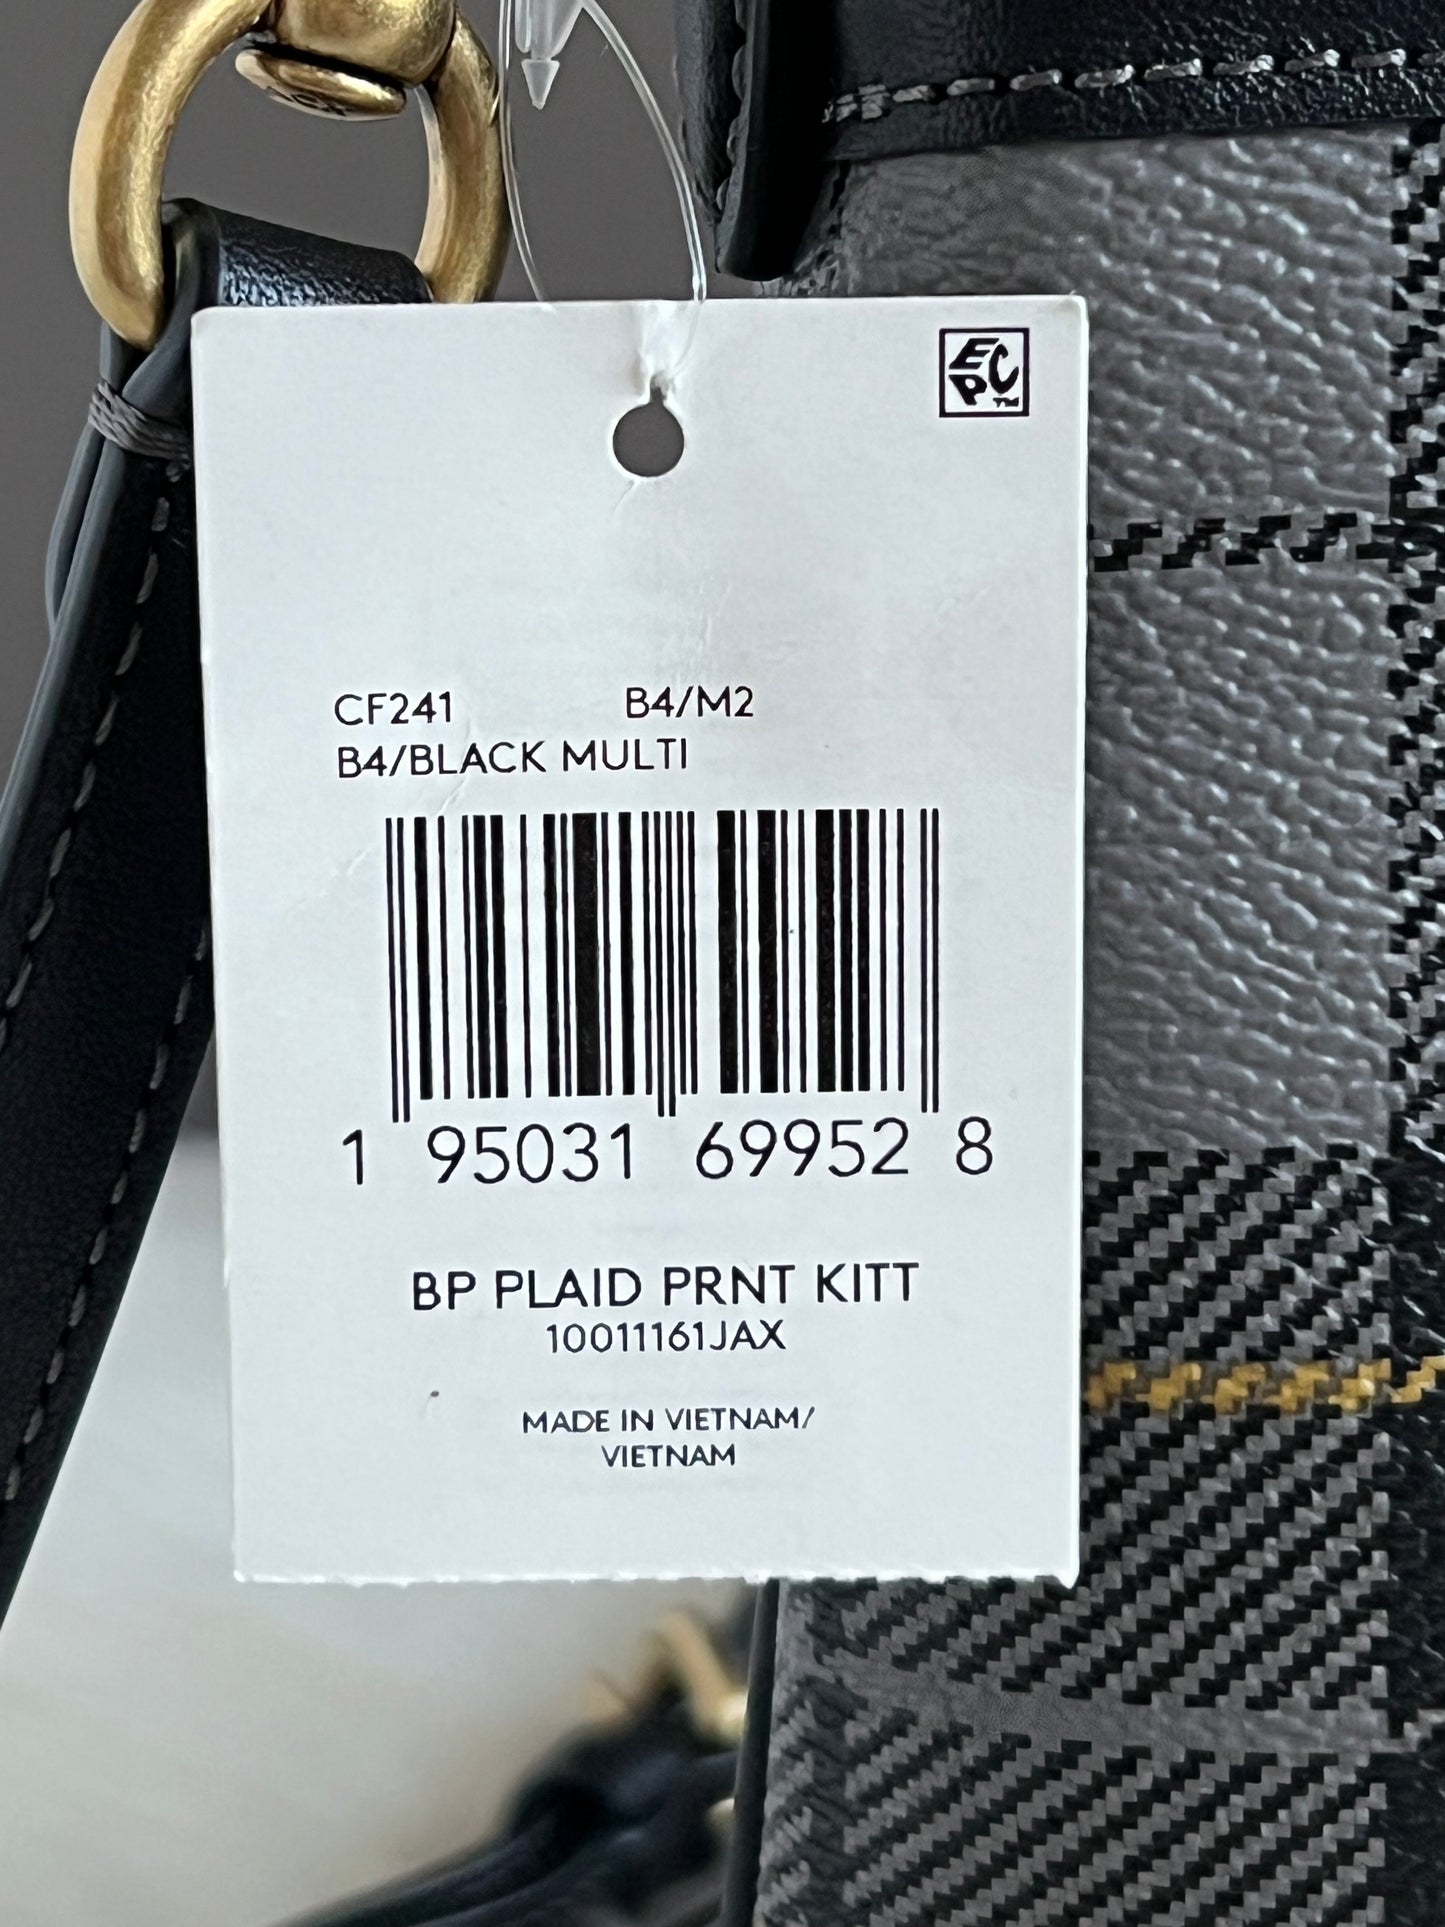 EPC™
CF241 B4/M2
B4/BLACK MULTI
1 95031 69952 8
BP PLAID PRNT KITT
10011161JAX
MADE IN VIETNAM/
VIETNAM